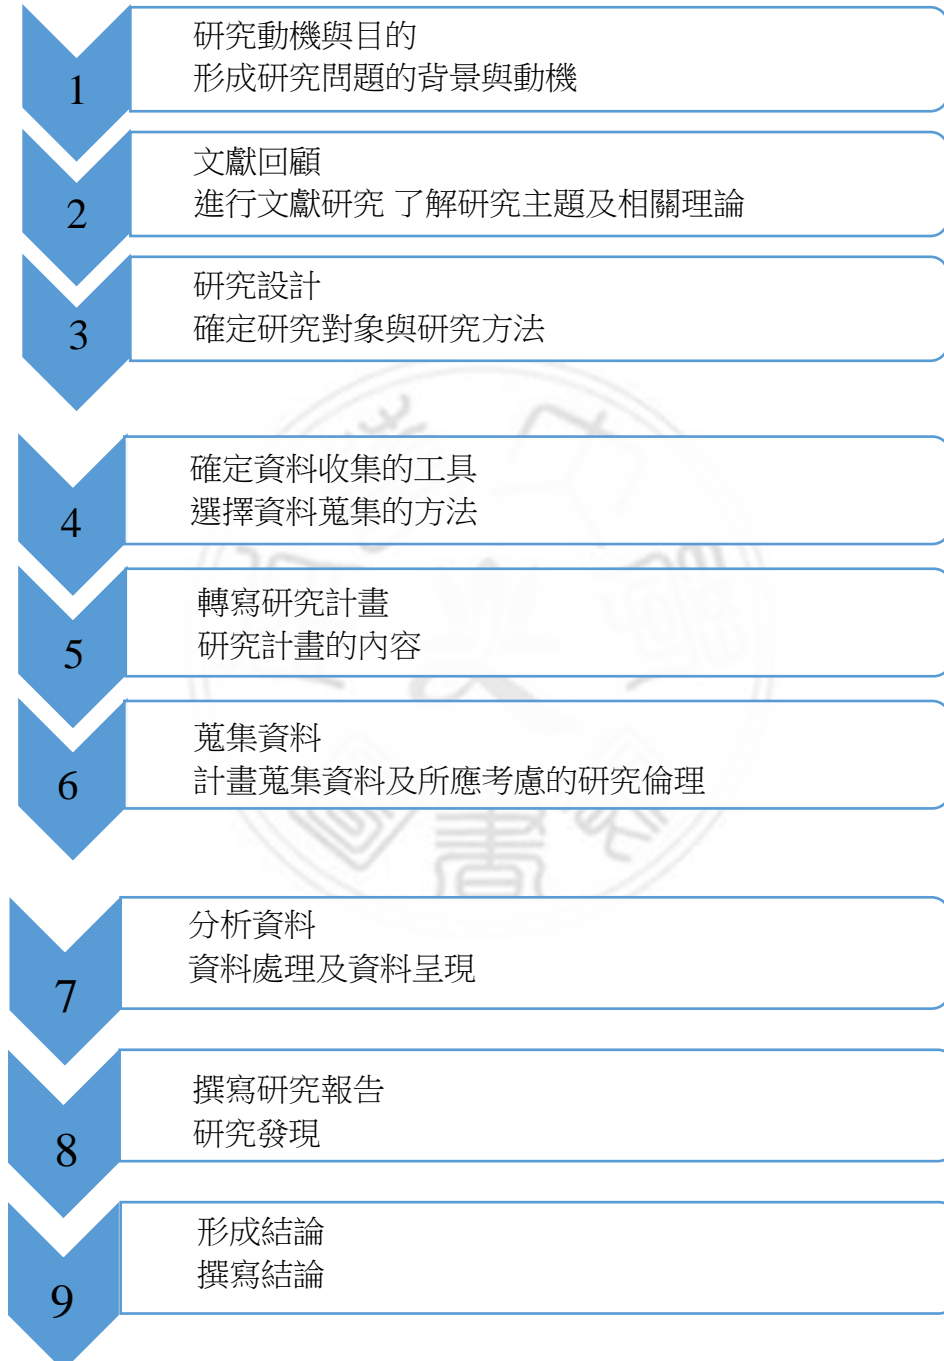 1
研究動機與目的
形成研究問題的背景與動機
2
文獻回顧
進行文獻研究 了解研究主題及相關理論
3
研究設計
確定研究對象與研究方法
4
確定資料收集的工具
選擇資料蒐集的方法
5
轉寫研究計畫
研究計畫的內容
6
蒐集資料
計畫蒐集資料及所應考慮的研究倫理
7
分析資料
資料處理及資料呈現
8
撰寫研究報告
研究發現
9
形成結論
撰寫結論